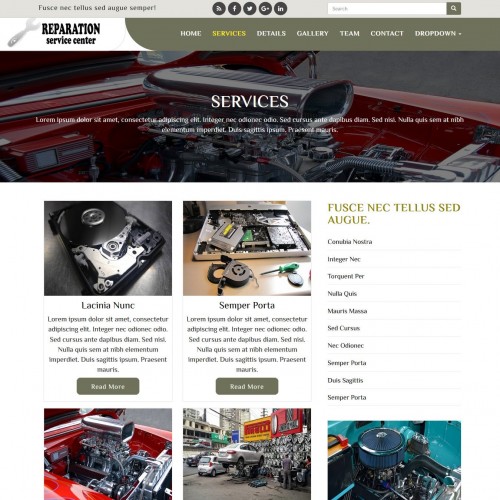 Fusce nec tellus sed augue semper!
Search
REPARATION
service center
HOME SERVICES DETAILS GALLERY TEAM CONTACT DROPDOWN
SERVICES
Lorem ipsum dolor sit amet, consectetur adipiscing elit. Integer nec odionec odio. Sed cursus ante dapibus diam. Sed nisi. Nulla quis sem at nibh
elementum imperdiet. Duis sagittis ipsum. Praesent mauris.
Lacinia Nunc
Lorem ipsum dolor sit amet, consectetur
adipiscing elit. Integer nec odionec odio.
Sed cursus ante dapibus diam. Sed nisi.
Nulla quis sem at nibh elementum
imperdiet. Duis sagittis ipsum. Praesent
mauris.
Read More
Semper Porta
Lorem ipsum dolor sit amet, consectetur
adipiscing elit. Integer nec odionec odio.
Sed cursus ante dapibus diam. Sed nisi.
Nulla quis sem at nibh elementum
imperdiet. Duis sagittis ipsum. Praesent
mauris.
Read More
FUSCE NEC TELLUS SED
AUGUE.
Conubia Nostra
Integer Nec
Torquent Per
Nulla Quis
Mauris Massa
Sed Cursus
Nec Odionec
Semper Porta
Duis Sagittis
Semper Porta